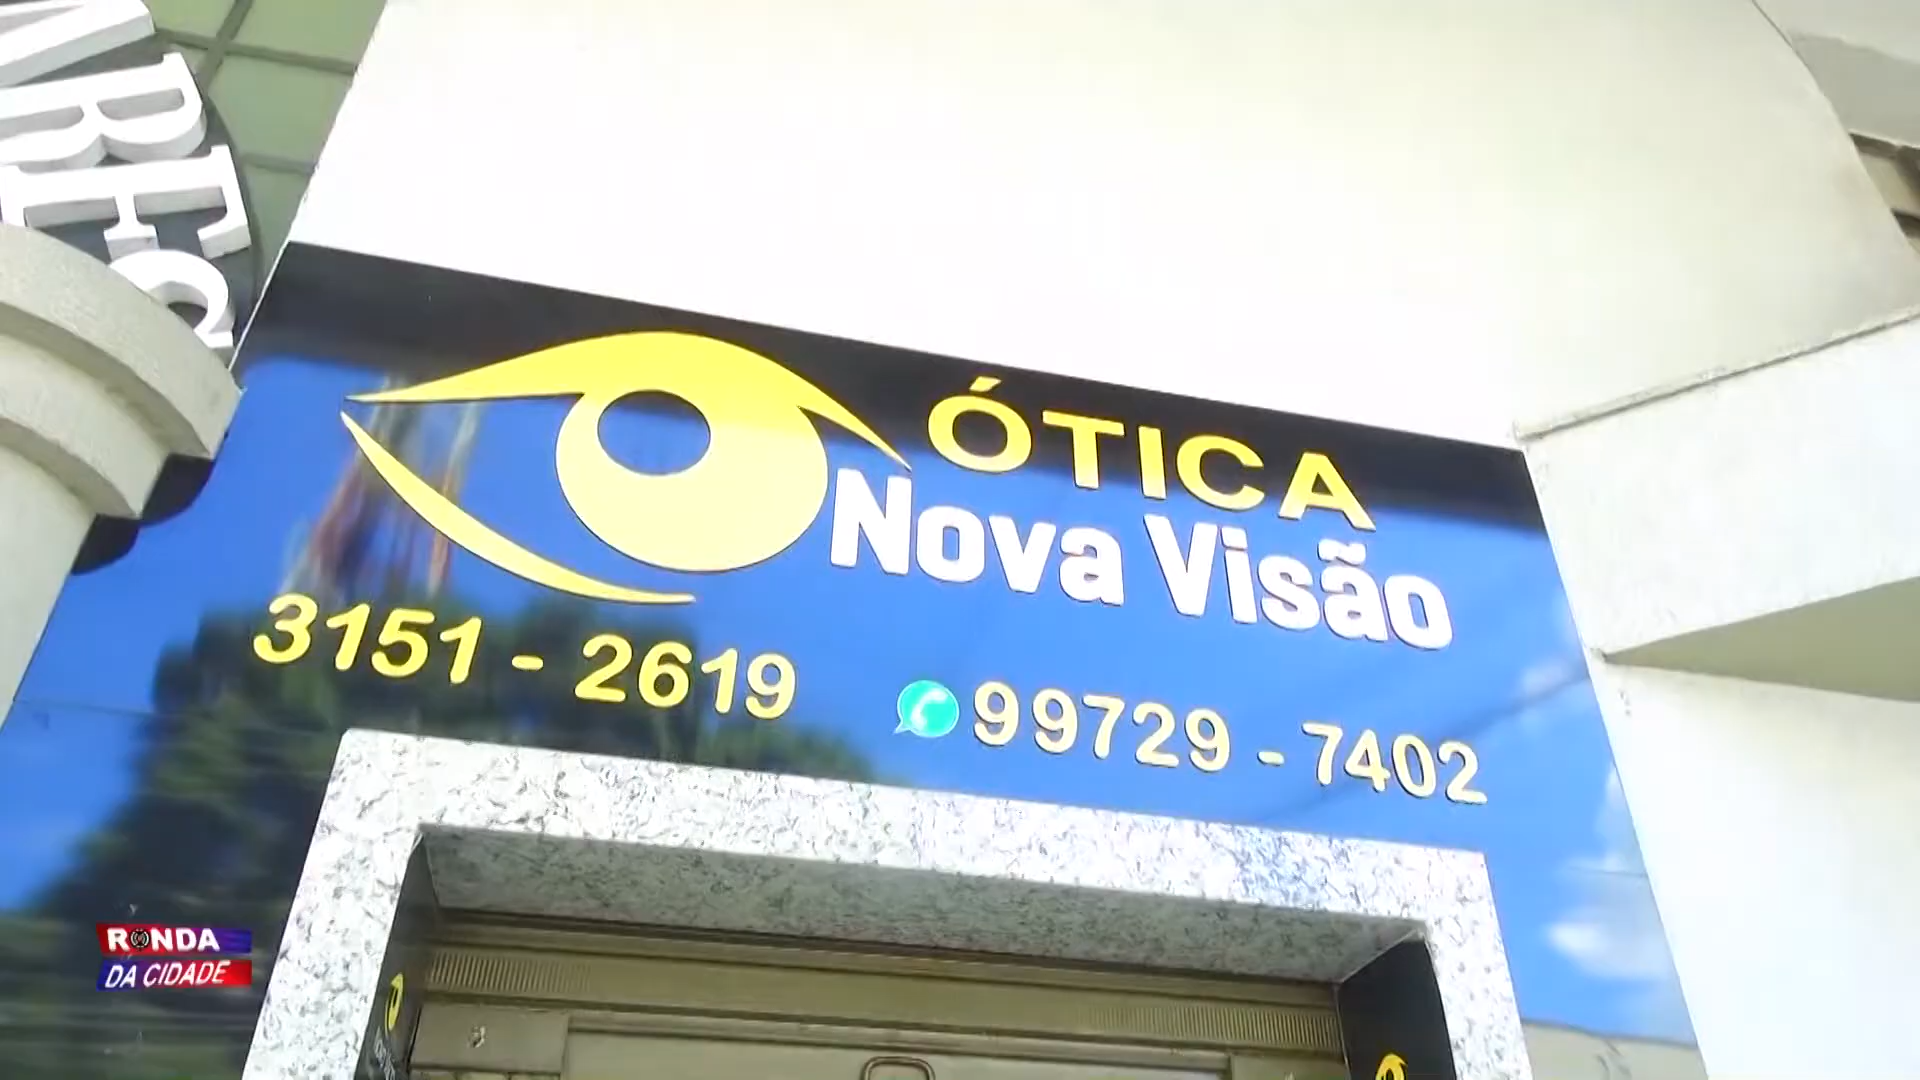 ÓTICA
Nova Visão
3151 - 2619
99729 - 7402
RONDA
DA CIDADE